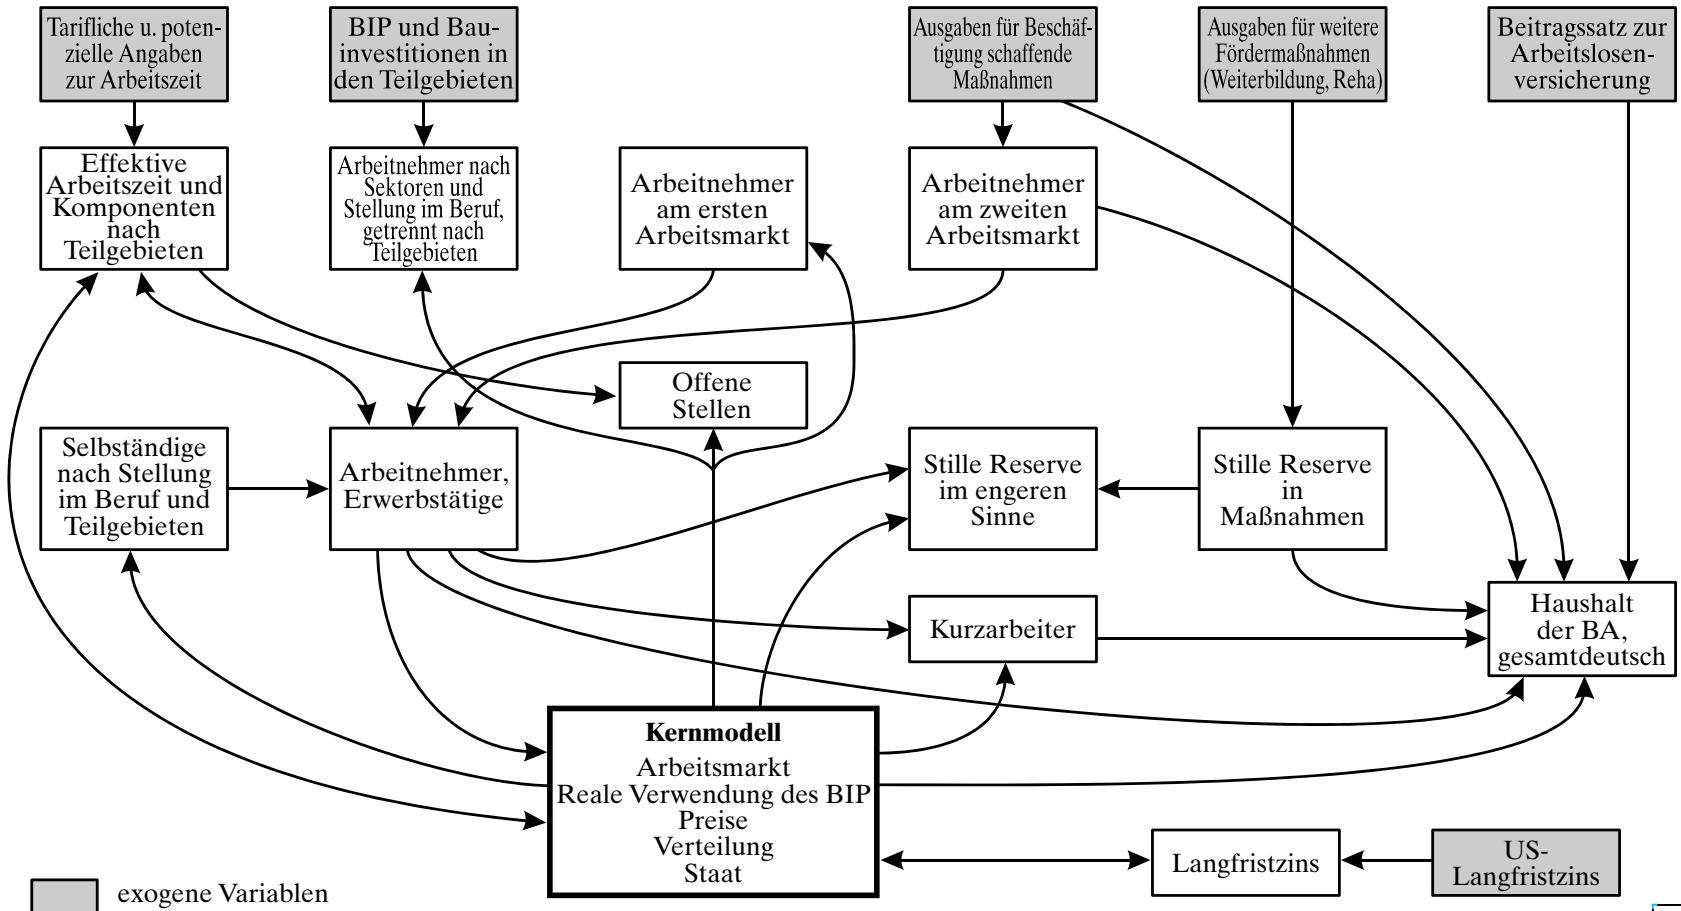 Tarifliche u. poten-
zielle Angaben
zur Arbeitszeit
BIP und Bau-
investitionen in
den Teilgebieten
Ausgaben für Beschäf-
tigung schaffende
Maßnahmen
Ausgaben für weitere
Fördermaßnahmen
(Weiterbildung, Reha)
Beitragssatz zur
Arbeitslosen-
versicherung
Effektive
Arbeitszeit und
Komponenten
nach
Teilgebieten
Arbeitnehmer nach
Sektoren und
Stellung im Beruf,
getrennt nach
Teilgebieten
Arbeitnehmer
am ersten
Arbeitsmarkt
Arbeitnehmer
am zweiten
Arbeitsmarkt
Offene
Stellen
Selbständige
nach Stellung
im Beruf und
Teilgebieten
Arbeitnehmer,
Erwerbstätige
Stille Reserve
im engeren
Sinne
Stille Reserve
in
Maßnahmen
Kurzarbeiter
Haushalt
der BA,
gesamtdeutsch
Kernmodell
Arbeitsmarkt
Reale Verwendung des BIP
Preise
Verteilung
Staat
Langfristzins
US-
Langfristzins
exogene Variablen